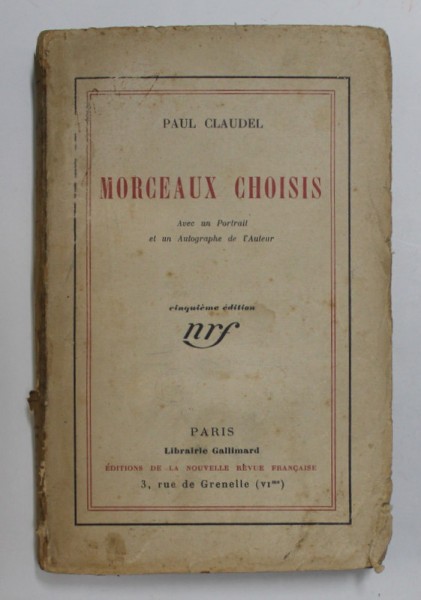 PAUL CLAUDEL
MORCEAUX CHOISIS
Avec un Portrait
et un Autographe de l'Auteur
cinquième édition
nrf
PARIS
Librairie Gallimard
ÉDITIONS DE LA NOUVELLE REVUE FRANÇAISE
3, rue de Grenelle (VIme)